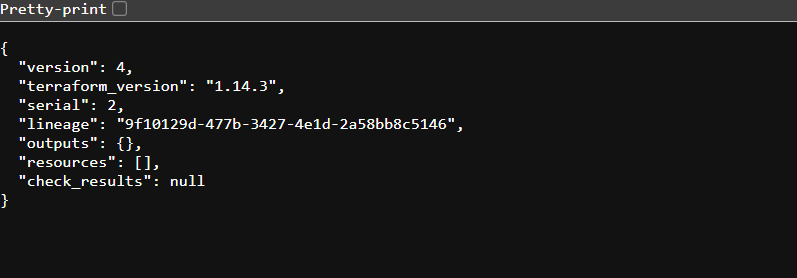 Pretty-print
{
  "version": 4,
  "terraform_version": "1.14.3",
  "serial": 2,
  "lineage": "9f10129d-477b-3427-4e1d-2a58bb8c5146",
  "outputs": {},
  "resources": [],
  "check_results": null
}